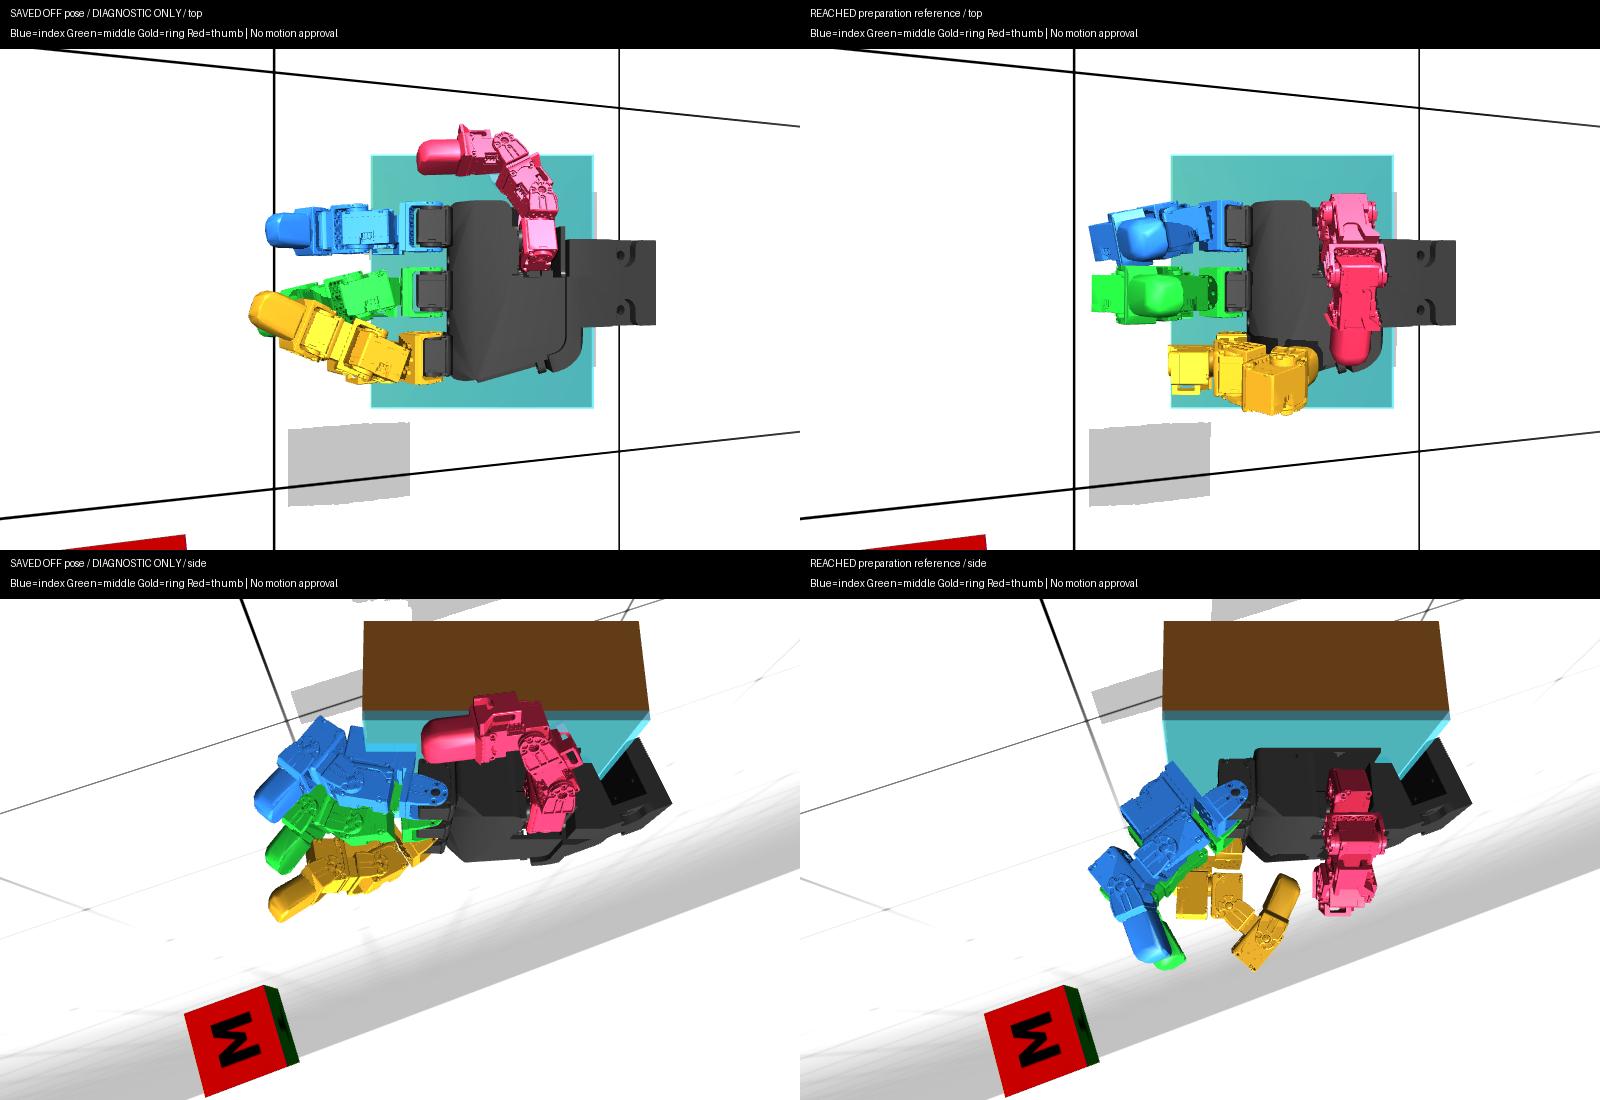 SAVED OFF pose / DIAGNOSTIC ONLY / top
Blue=index Green=middle Gold=ring Red=thumb | No motion approval
REACHED preparation reference / top
Blue=index Green=middle Gold=ring Red=thumb | No motion approval
SAVED OFF pose / DIAGNOSTIC ONLY / side
Blue=index Green=middle Gold=ring Red=thumb | No motion approval
REACHED preparation reference / side
Blue=index Green=middle Gold=ring Red=thumb | No motion approval
M
M